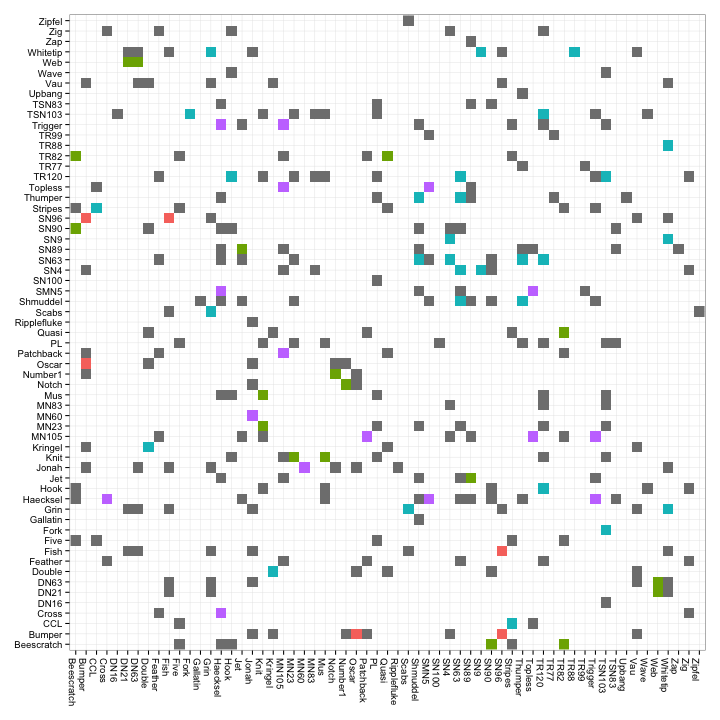 Zipfel
Zig
Zap
Whitetip
Web
Wave
Vau
Upbang
TSN83
TSN103
Trigger
TR99
TR88
TR82
TR77
TR120
Topless
Thumper
Stripes
SN96
SN90
SN9
SN89
SN63
SN4
SN100
SMN5
Shmuddel
Scabs
Ripplefluke
Quasi
PL
Patchback
Oscar
Number1
Notch
Mus
MN83
MN60
MN23
MN105
Kringel
Knit
Jonah
Jet
Hook
Haecksel
Grin
Gallatin
Fork
Five
Fish
Feather
Double
DN63
DN21
DN16
Cross
CCL
Bumper
Beescratch
Beescratch
Bumper
CCL
Cross
DN16
DN21
DN63
Double
Feather
Fish
Five
Fork
Gallatin
Grin
Haecksel
Hook
Jet
Jonah
Knit
Kringel
MN105
MN23
MN60
MN83
Mus
Notch
Number1
Oscar
Patchback
PL
Quasi
Ripplefluke
Scabs
Shmuddel
SMN5
SN100
SN4
SN63
SN89
SN9
SN90
SN96
Stripes
Thumper
Topless
TR120
TR77
TR82
TR88
TR99
Trigger
TSN103
TSN83
Upbang
Vau
Wave
Web
Whitetip
Zap
Zig
Zipfel